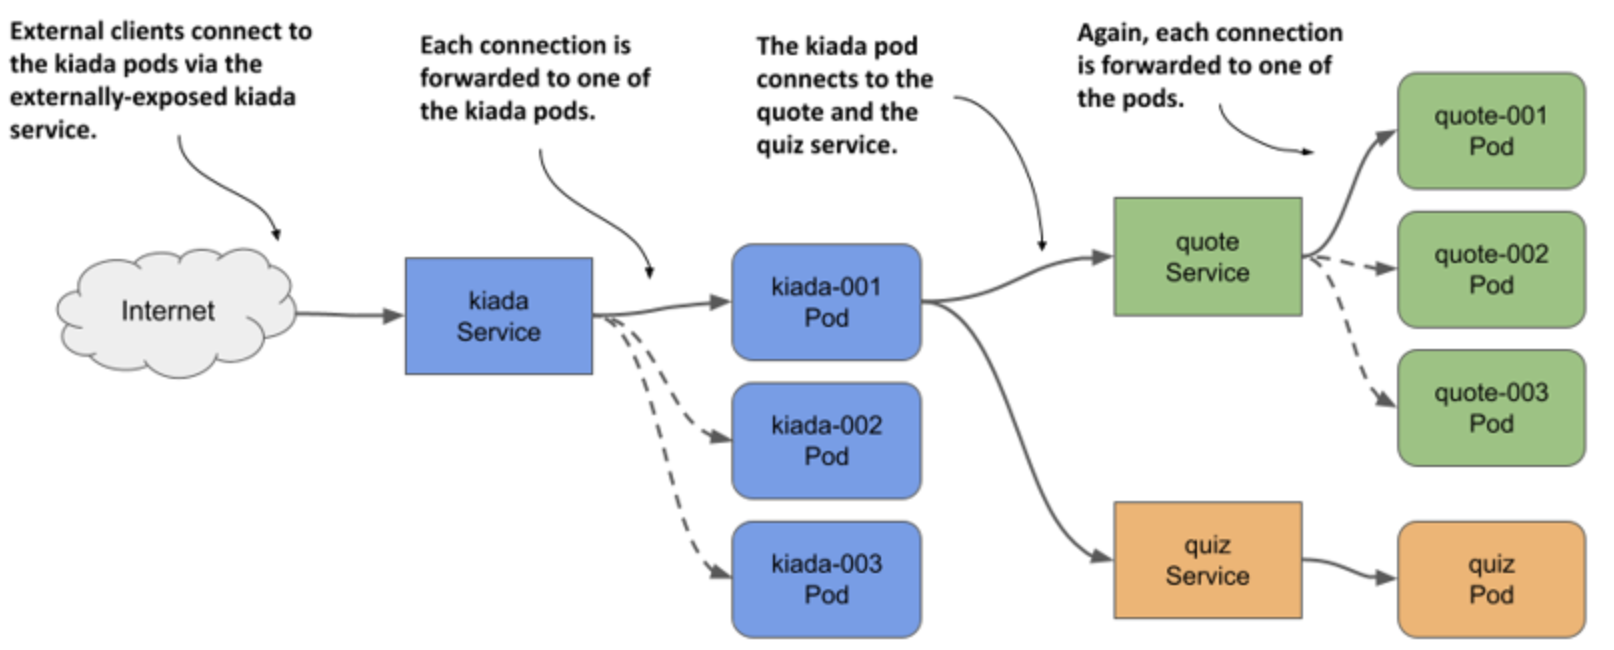 External clients connect to
the kiada pods via the
externally-exposed kiada
service.
Each connection is
forwarded to one of
the kiada pods.
The kiada pod
connects to the
quote and the
quiz service.
Again, each connection
is forwarded to one of
the pods.
Internet
kiada
Service
kiada-001
Pod
kiada-002
Pod
kiada-003
Pod
quote
Service
quiz
Service
quote-001
Pod
quote-002
Pod
quote-003
Pod
quiz
Pod